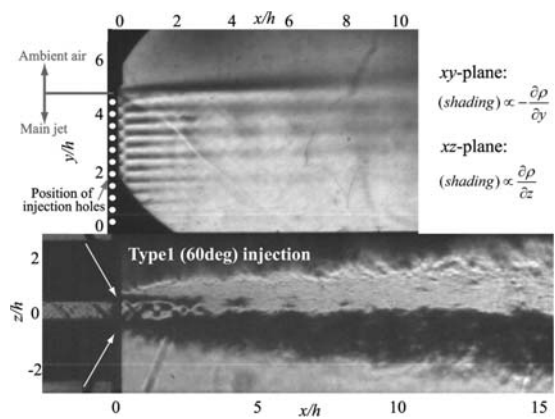 x/h
0 2 4 6 8 10
Ambient air
Main jet
6
4
2
0
y/h
Position of
injection holes
xy-plane:
(shading) ∝ −∂ρ/∂y
xz-plane:
(shading) ∝ ∂ρ/∂z
Type1 (60deg) injection
2
0
-2
z/h
0 5 10 15
x/h